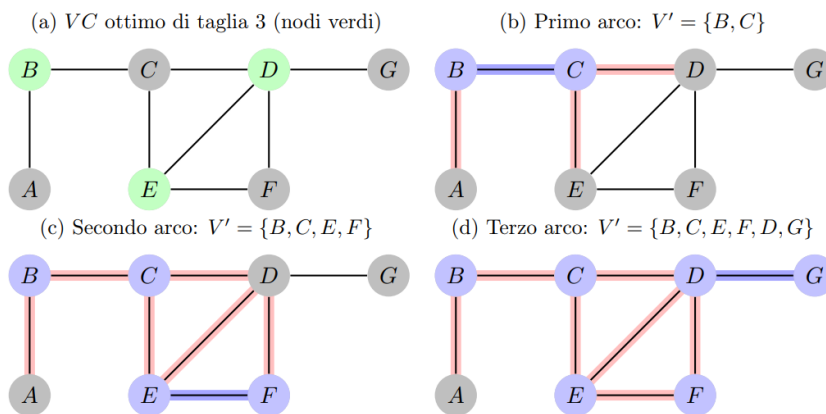 (a) VC ottimo di taglia 3 (nodi verdi)
B C D G
A E F
(b) Primo arco: V′ = {B, C}
B C D G
A E F
(c) Secondo arco: V′ = {B, C, E, F}
B C D G
A E F
(d) Terzo arco: V′ = {B, C, E, F, D, G}
B C D G
A E F